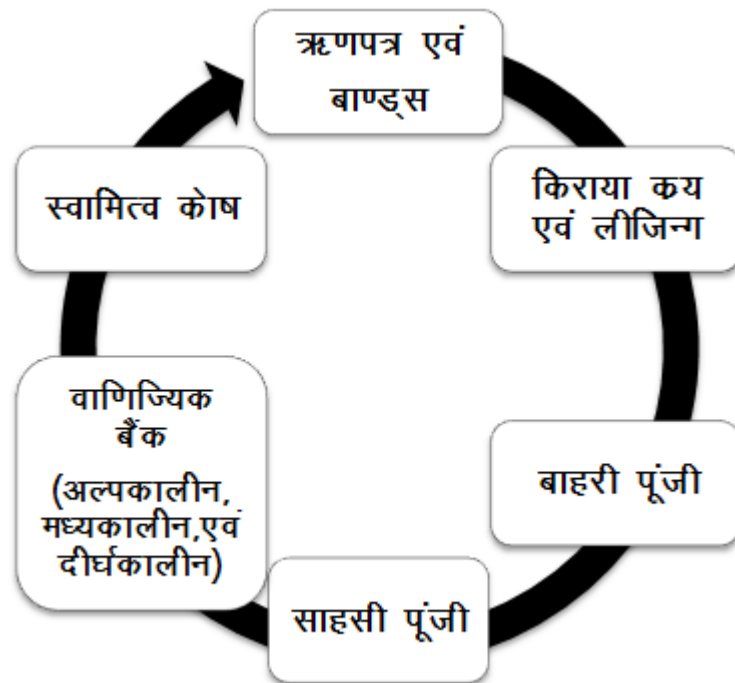 ऋणपत्र एवं
बाण्ड्स
किराया क्रय
एवं लीजिन्ग
बाहरी पूंजी
साहसी पूंजी
वाणिज्यिक
बैंक
(अल्पकालीन,
मध्यकालीन,एवं
दीर्घकालीन)
स्वामित्व केाष